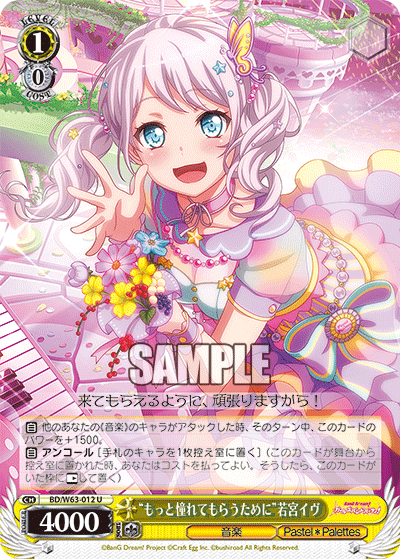 LEVEL
1
0
COST
SAMPLE
来てもらえるように、頑張りますから！
自 他のあなたの《音楽》のキャラがアタックした時、そのターン中、このカードの
パワーを＋1500。
自 アンコール ［手札のキャラを1枚控え室に置く］（このカードが舞台から
控え室に置かれた時、あなたはコストを払ってよい。そうしたら、このカードがい
た枠に レストして置く）
CH BD/W63-012 U
4000
“もっと憧れてもらうために”若宮イヴ
音楽
Pastel＊Palettes
©BanG Dream! Project ©Craft Egg Inc. ©bushiroad All Rights Reserved.